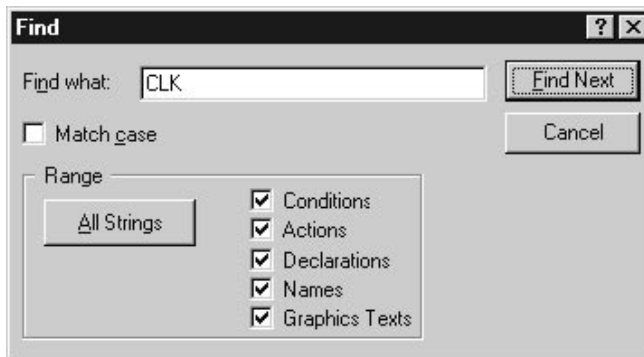 Find
Find what: CLK
Find Next
Match case
Cancel
Range
All Strings
Conditions
Actions
Declarations
Names
Graphics Texts